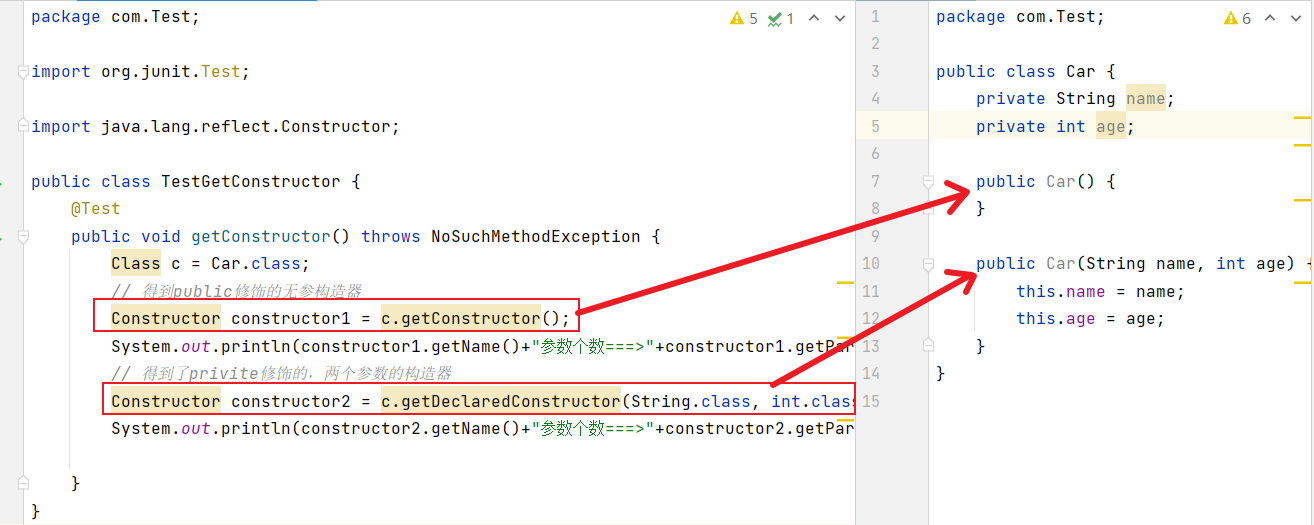 package com.Test;
import org.junit.Test;
import java.lang.reflect.Constructor;
public class TestGetConstructor {
@Test
public void getConstructor() throws NoSuchMethodException {
Class c = Car.class;
// 得到public修饰的无参构造器
Constructor constructor1 = c.getConstructor();
System.out.println(constructor1.getName()+"参数个数===>"+constructor1.getPar
// 得到了privite修饰的，两个参数的构造器
Constructor constructor2 = c.getDeclaredConstructor(String.class, int.class
System.out.println(constructor2.getName()+"参数个数===>"+constructor2.getPar
}
}
5 1
1 package com.Test;
2
3 public class Car {
4 private String name;
5 private int age;
6
7 public Car() {
8 }
9
10 public Car(String name, int age) {
11 this.name = name;
12 this.age = age;
13 }
14 }
15
6